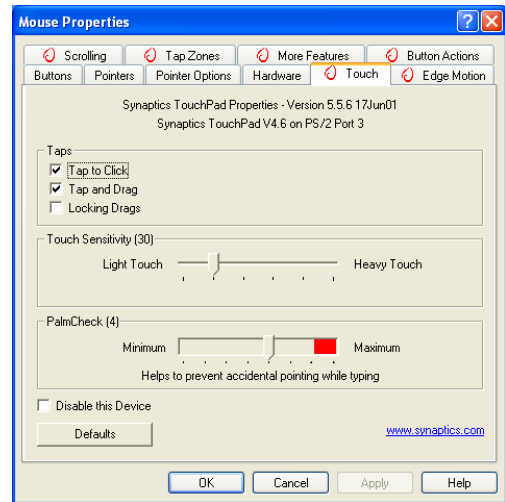 Mouse Properties
Scrolling Tap Zones More Features Button Actions
Buttons Pointers Pointer Options Hardware Touch Edge Motion
Synaptics TouchPad Properties - Version 5.5.6 17Jun01
Synaptics TouchPad V4.6 on PS/2 Port 3
Taps
Tap to Click
Tap and Drag
Locking Drags
Touch Sensitivity (30)
Light Touch Heavy Touch
PalmCheck (4)
Minimum Maximum
Helps to prevent accidental pointing while typing
Disable this Device
Defaults www.synaptics.com
OK Cancel Apply Help